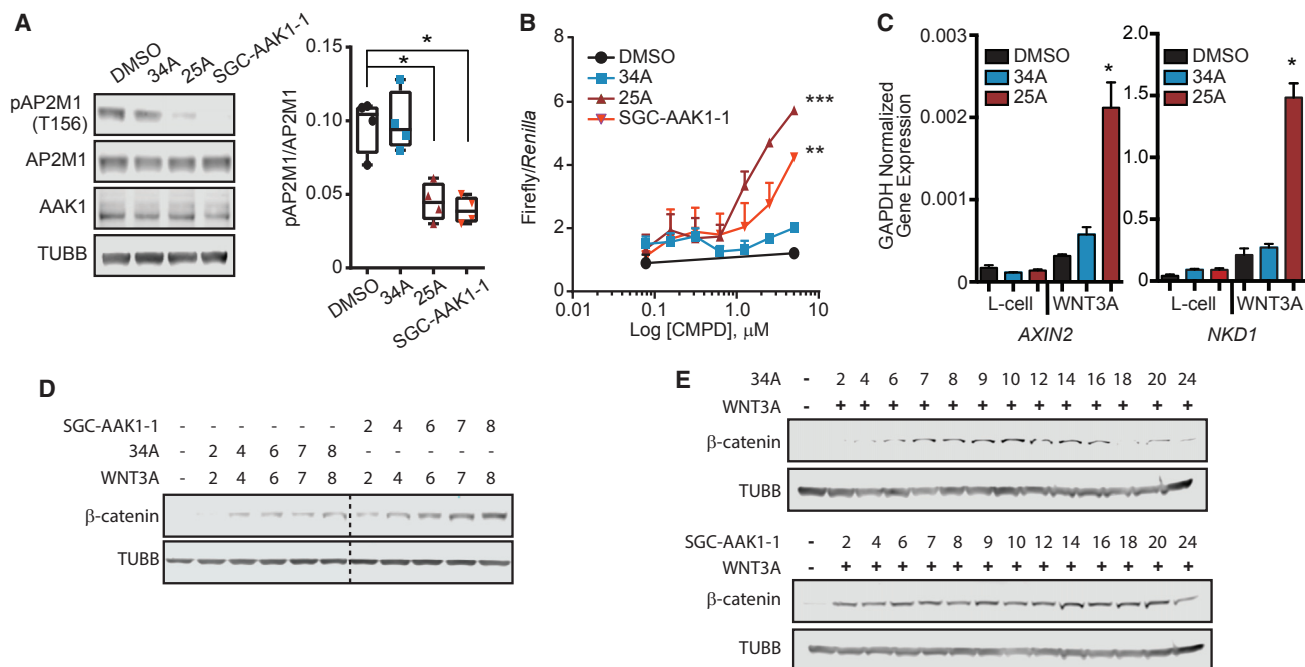 A
DMSO
34A
25A
SGC-AAK1-1
pAP2M1
(T156)
AP2M1
AAK1
TUBB
pAP2M1/AP2M1
0.15
0.10
0.05
0
*
*
DMSO
34A
25A
SGC-AAK1-1
B
Firefly/Renilla
8
6
4
2
0
DMSO
34A
25A
SGC-AAK1-1
***
**
0.01
0.1
1.0
10
Log [CMPD], μM
C
GAPDH Normalized
Gene Expression
0.003
0.002
0.001
0
DMSO
34A
25A
*
L-cell WNT3A
AXIN2
2.0
1.5
1.0
0.5
0.0
DMSO
34A
25A
*
L-cell WNT3A
NKD1
D
SGC-AAK1-1 - - - - - - 2 4 6 7 8
34A - 2 4 6 7 8 - - - - -
WNT3A - 2 4 6 7 8 2 4 6 7 8
β-catenin
TUBB
E
34A - 2 4 6 7 8 9 10 12 14 16 18 20 24
WNT3A - + + + + + + + + + + + + +
β-catenin
TUBB
SGC-AAK1-1 - 2 4 6 7 8 9 10 12 14 16 18 20 24
WNT3A - + + + + + + + + + + + + +
β-catenin
TUBB